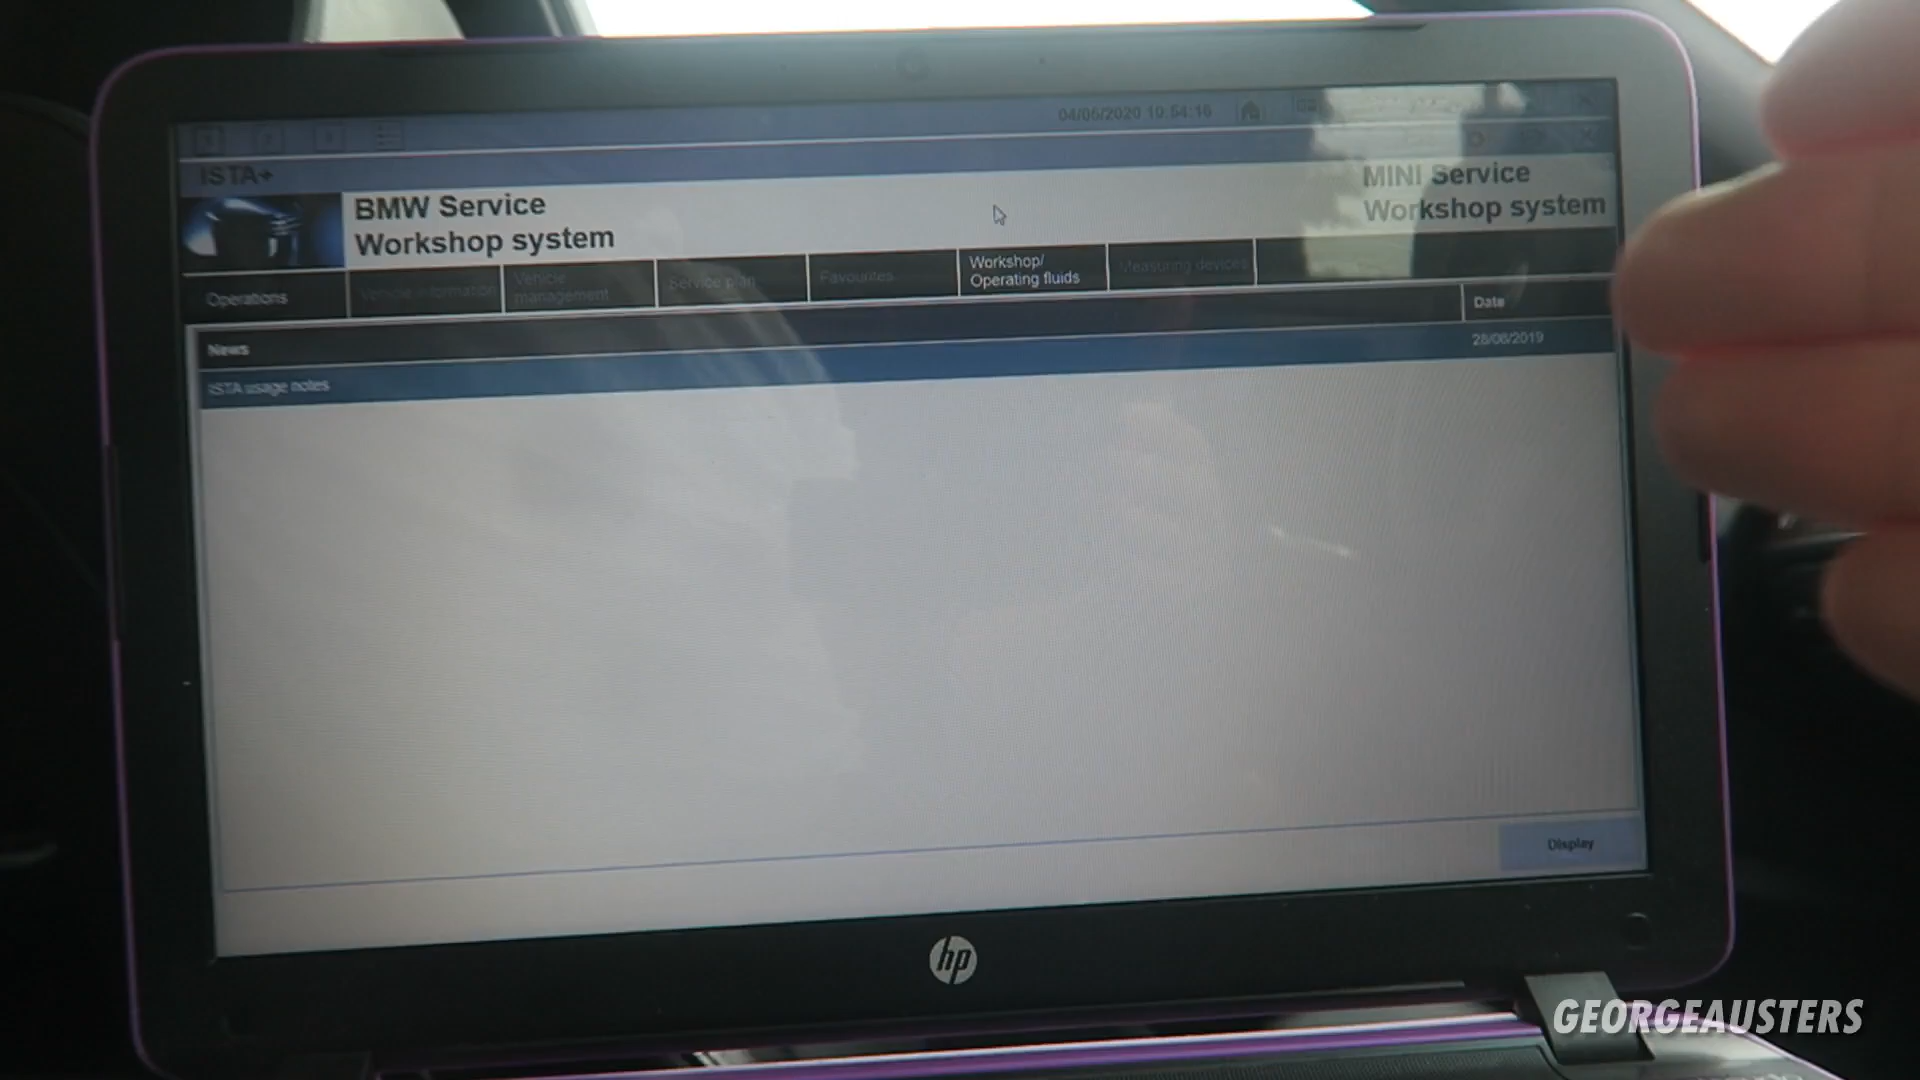 04/06/2020 10:54:16
ISTA+
BMW Service
Workshop system
MINI Service
Workshop system
Operations
Vehicle information
Vehicle
management
Service plan
Favourites
Workshop/
Operating fluids
Measuring devices
News
Date
ISTA usage notes
28/06/2019
Display
hp
GEORGEAUSTERS